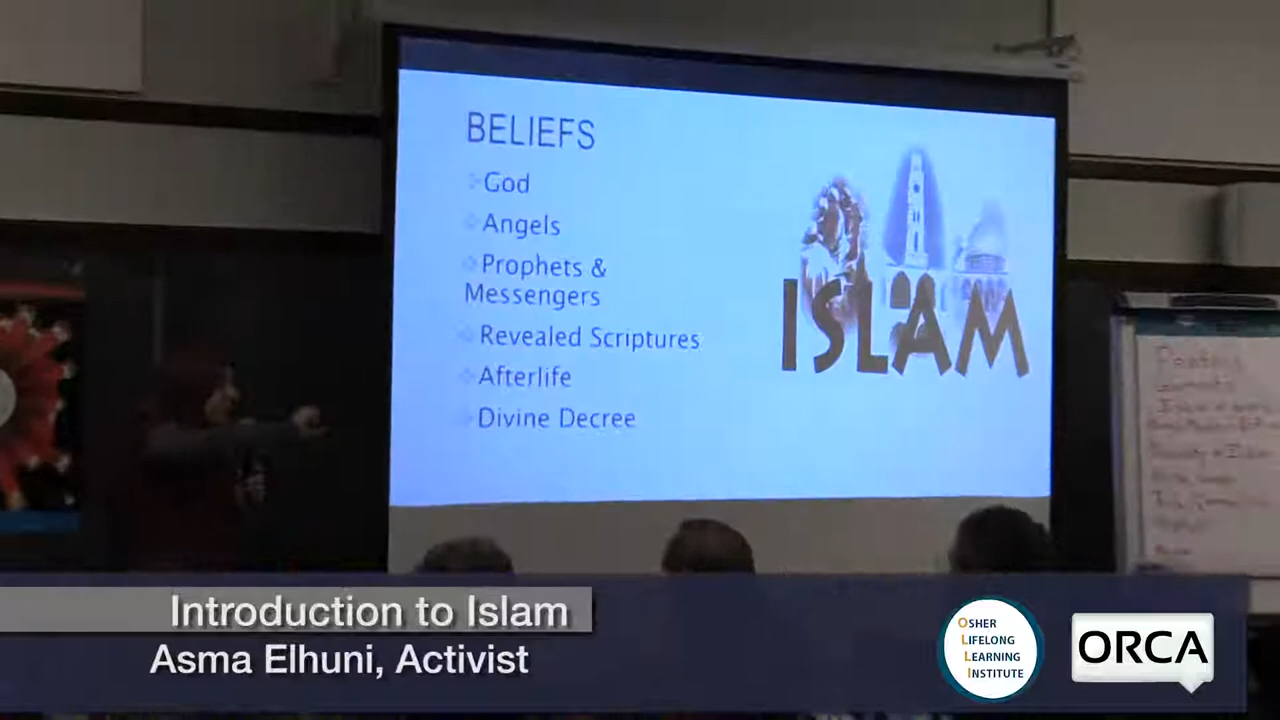 BELIEFS
God
Angels
Prophets &
Messengers
Revealed Scriptures
Afterlife
Divine Decree
ISLAM
Introduction to Islam
Asma Elhuni, Activist
OSHER
LIFELONG
LEARNING
INSTITUTE
ORCA